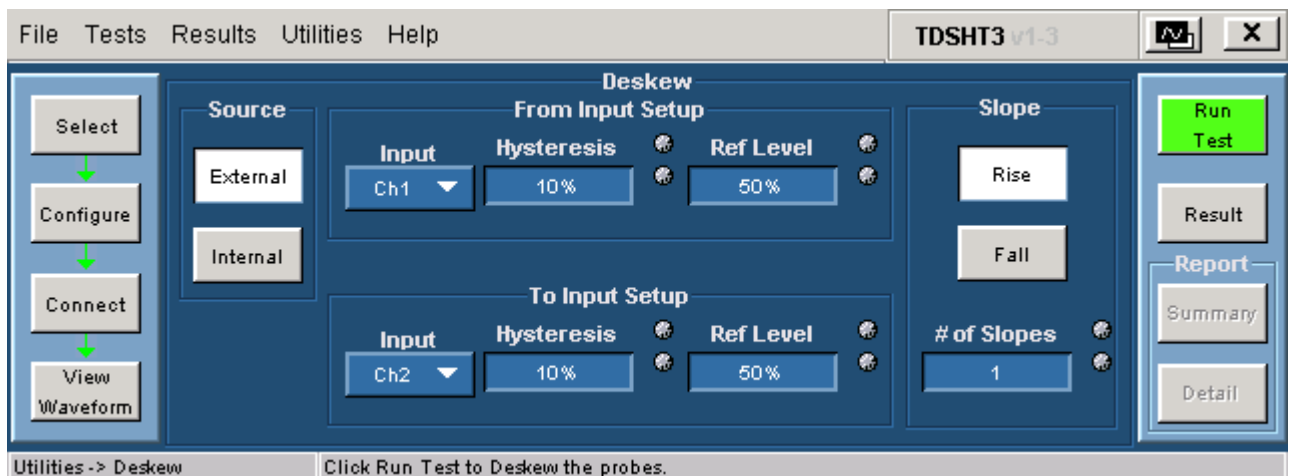 File Tests Results Utilities Help
TDSHT3 v1-3
Select
Configure
Connect
View
Waveform
Deskew
Source
External
Internal
From Input Setup
Input
Ch1
Hysteresis
10%
Ref Level
50%
To Input Setup
Input
Ch2
Hysteresis
10%
Ref Level
50%
Slope
Rise
Fall
# of Slopes
1
Run
Test
Result
Report
Summary
Detail
Utilities -> Deskew
Click Run Test to Deskew the probes.